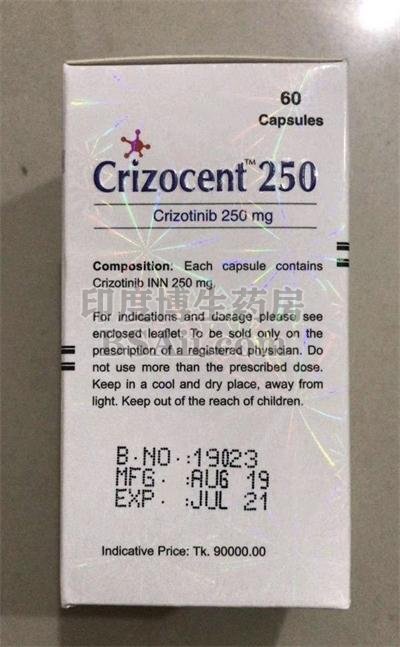 60
Capsules
Crizocent™ 250
Crizotinib 250 mg
Composition: Each capsule contains
Crizotinib INN 250 mg.
印度博生药房
For indications and dosage please see
enclosed leaflet. To be sold only on the
prescription of a registered physician. Do
not use more than the prescribed dose.
Keep in a cool and dry place, away from
light. Keep out of the reach of children.
B.NO.:19023
MFG. :AUG 19
EXP. :JUL 21
Indicative Price: Tk. 90000.00